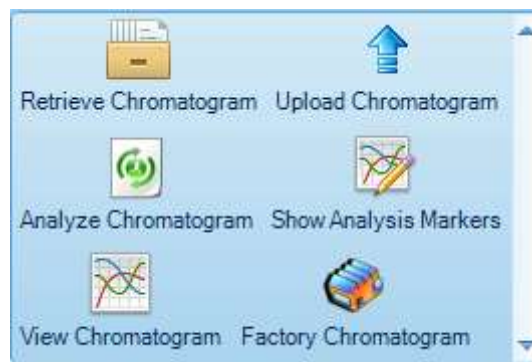 Retrieve Chromatogram Upload Chromatogram
Analyze Chromatogram Show Analysis Markers
View Chromatogram Factory Chromatogram